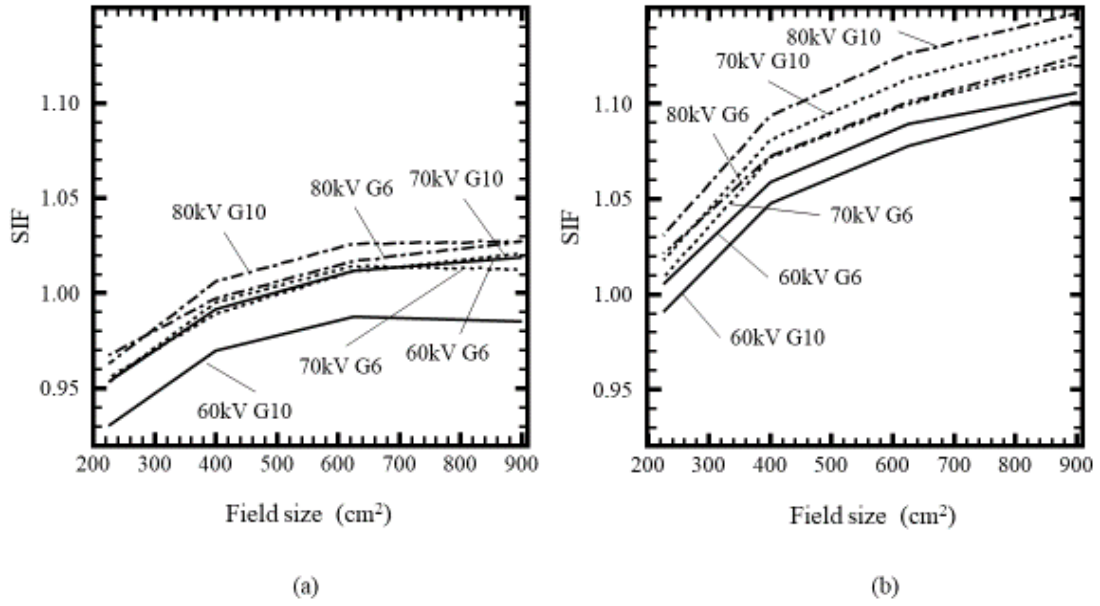 SIF
1.10
1.05
1.00
0.95
80kV G10
80kV G6
70kV G10
70kV G6
60kV G6
60kV G10
200 300 400 500 600 700 800 900
Field size (cm²)
(a)
SIF
1.10
1.05
1.00
0.95
80kV G10
70kV G10
80kV G6
70kV G6
60kV G6
60kV G10
200 300 400 500 600 700 800 900
Field size (cm²)
(b)